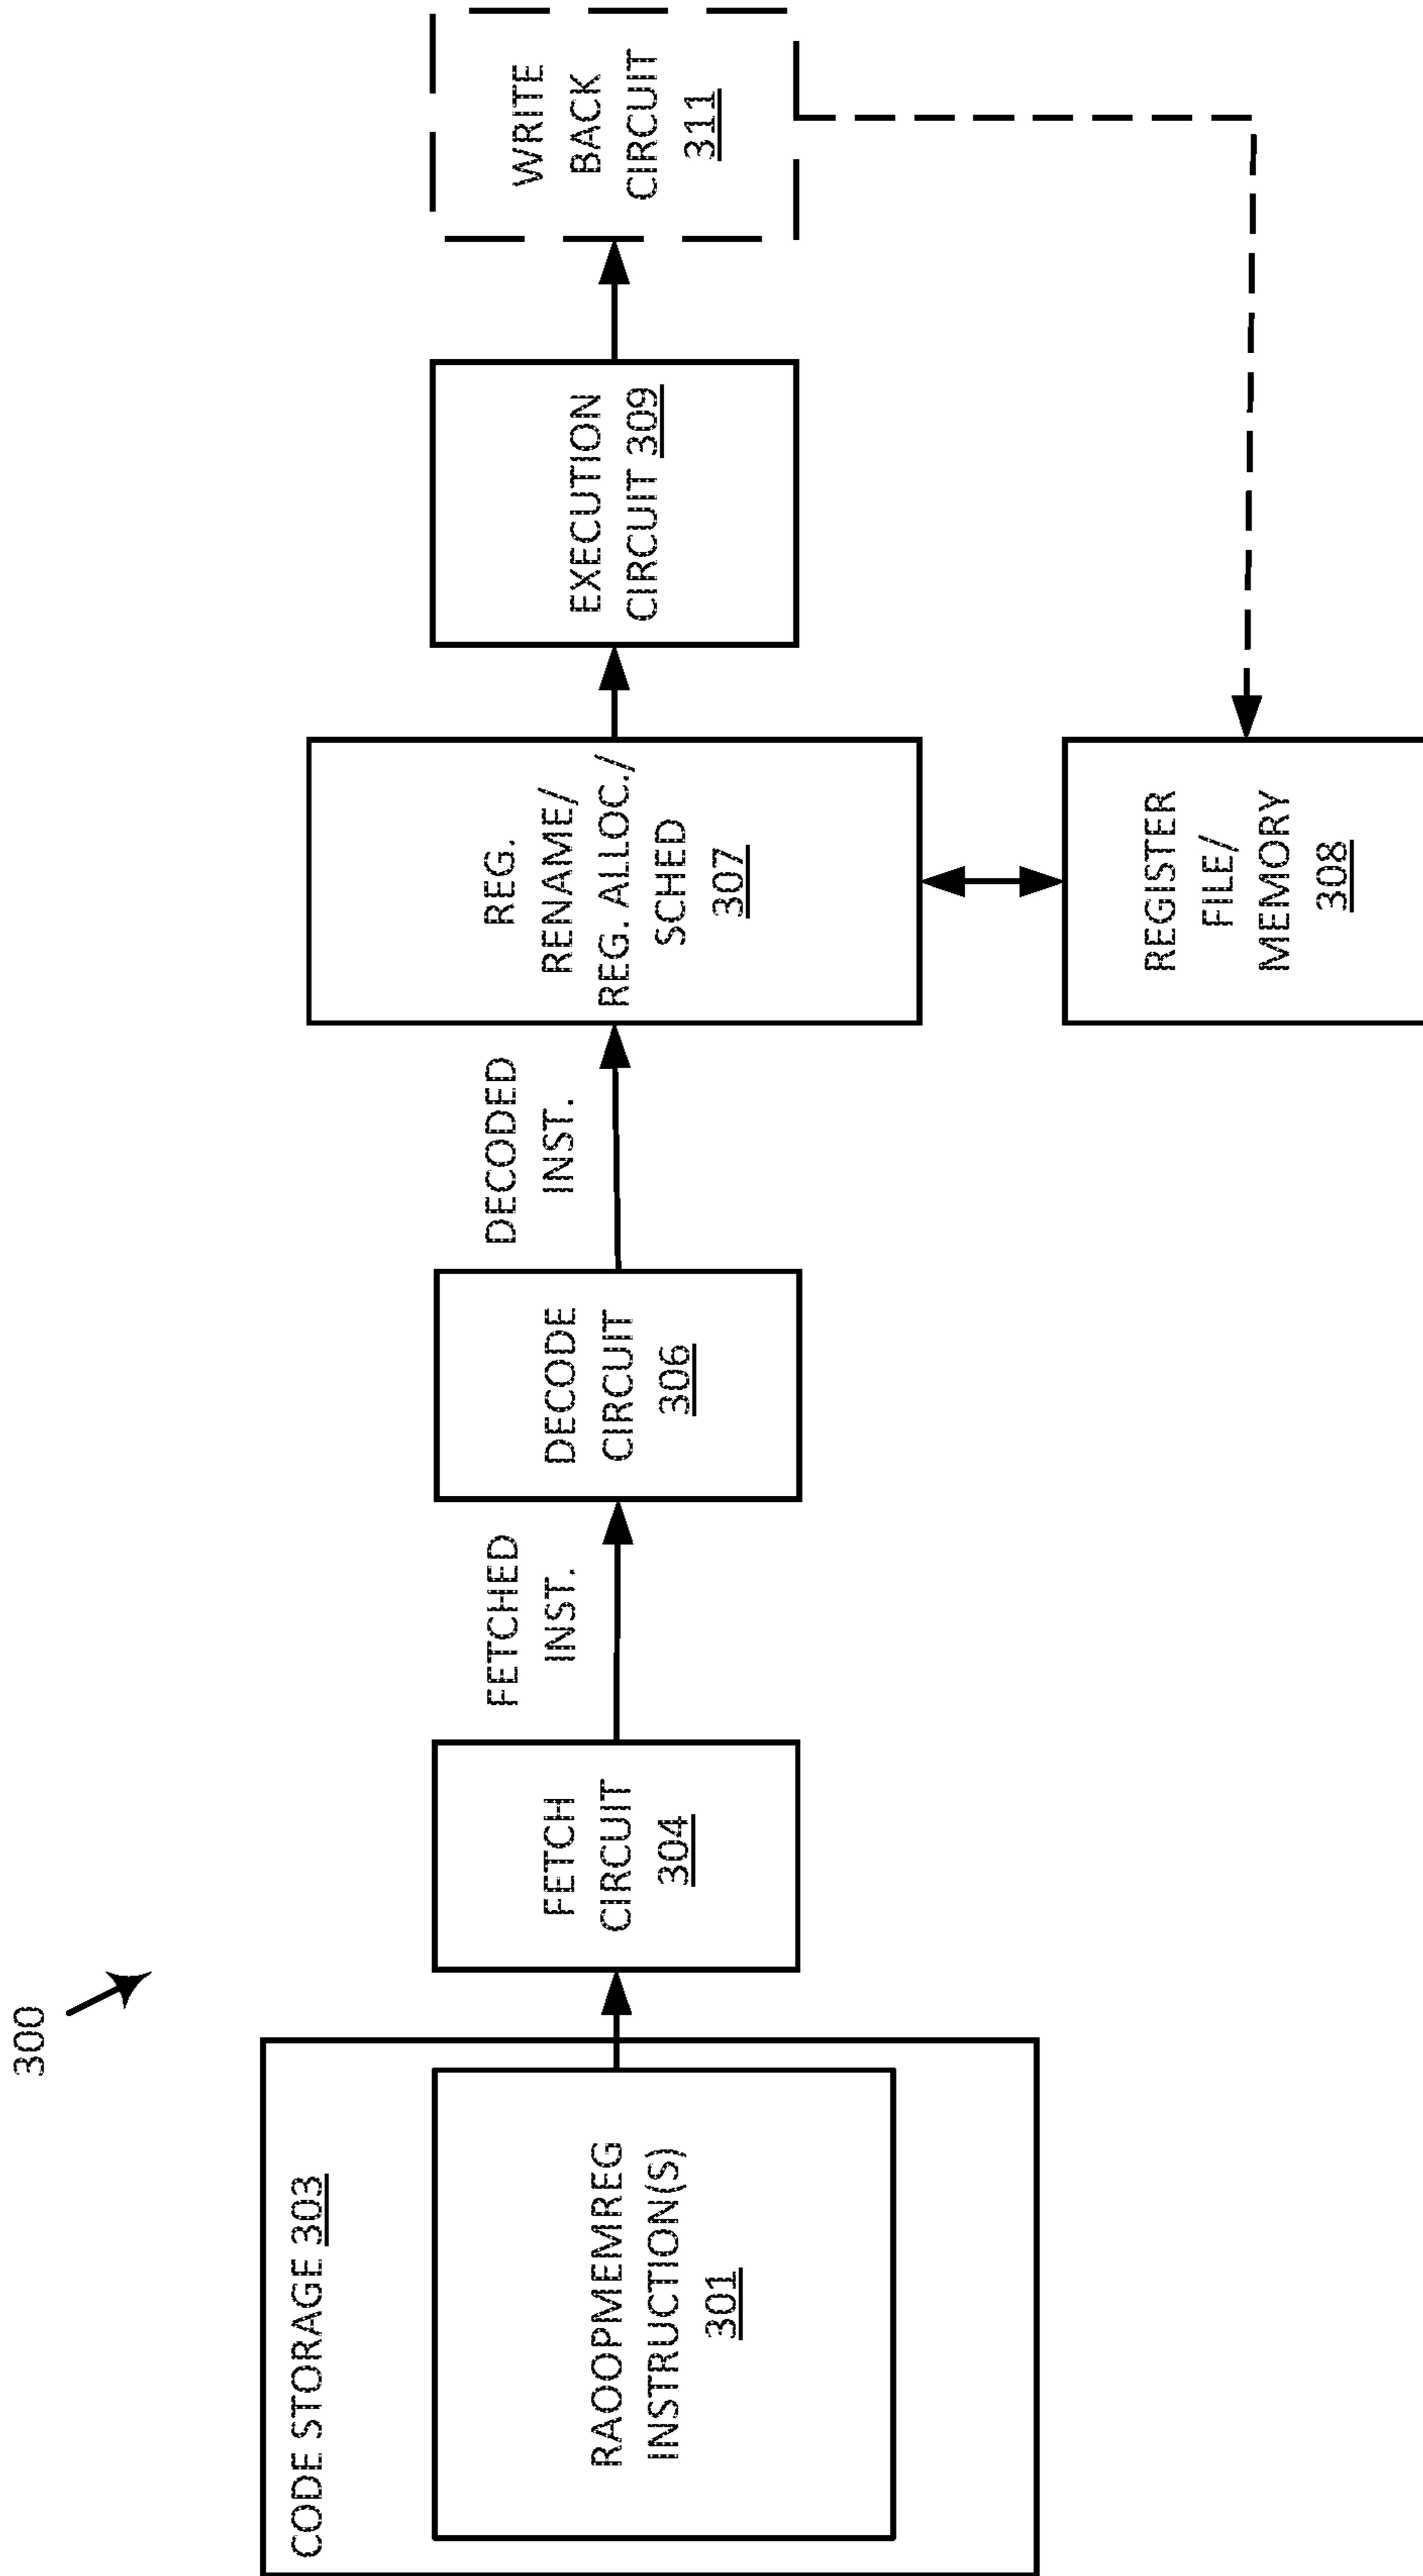 300
CODE STORAGE 303
RAOOPMEMREG
INSTRUCTION(S)
301
FETCH
CIRCUIT
304
FETCHED
INST.
DECODE
CIRCUIT
306
DECODED
INST.
REG.
RENAME/
REG. ALLOC./
SCHED
307
REGISTER
FILE/
MEMORY
308
EXECUTION
CIRCUIT 309
WRITE
BACK
CIRCUIT
311